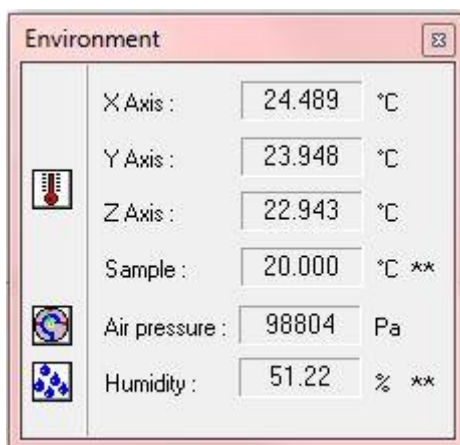 Environment
X Axis : 24.489 °C
Y Axis : 23.948 °C
Z Axis : 22.943 °C
Sample : 20.000 °C **
Air pressure : 98804 Pa
Humidity : 51.22 % **